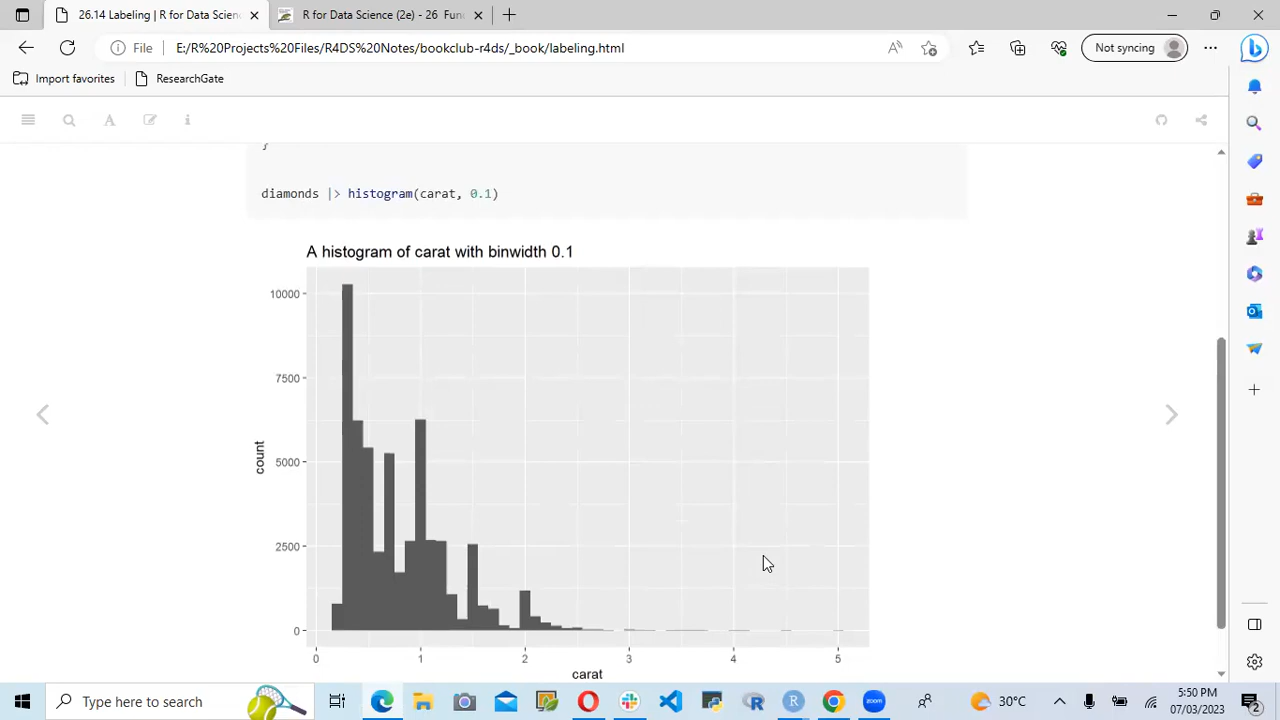 26.14 Labeling | R for Data Scien
R for Data Science (2e) - 26 Fun
File
E:/R%20Projects%20Files/R4DS%20Notes/bookclub-r4ds/_book/labeling.html
Not syncing
Import favorites
ResearchGate
}
diamonds |> histogram(carat, 0.1)
A histogram of carat with binwidth 0.1
10000
7500
5000
2500
0
count
0 1 2 3 4 5
carat
Type here to search
zoom
30°C
5:50 PM
07/03/2023
2